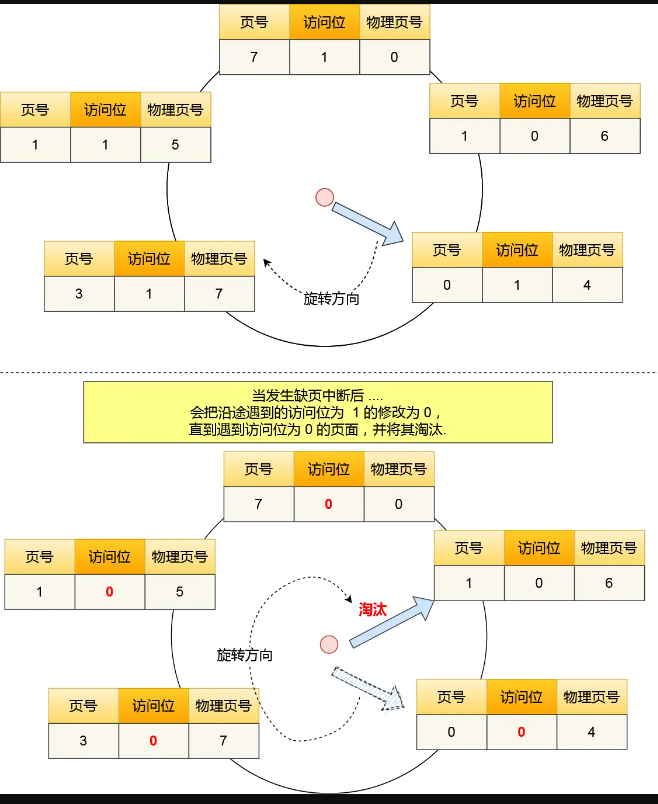 页号 访问位 物理页号
7 1 0
页号 访问位 物理页号
1 1 5
页号 访问位 物理页号
1 0 6
页号 访问位 物理页号
3 1 7
页号 访问位 物理页号
0 1 4
旋转方向
当发生缺页中断后 ....
会把沿途遇到的访问位为 1 的修改为 0，
直到遇到访问位为 0 的页面，并将其淘汰.
页号 访问位 物理页号
7 0 0
页号 访问位 物理页号
1 0 5
页号 访问位 物理页号
1 0 6
淘汰
旋转方向
页号 访问位 物理页号
3 0 7
页号 访问位 物理页号
0 0 4